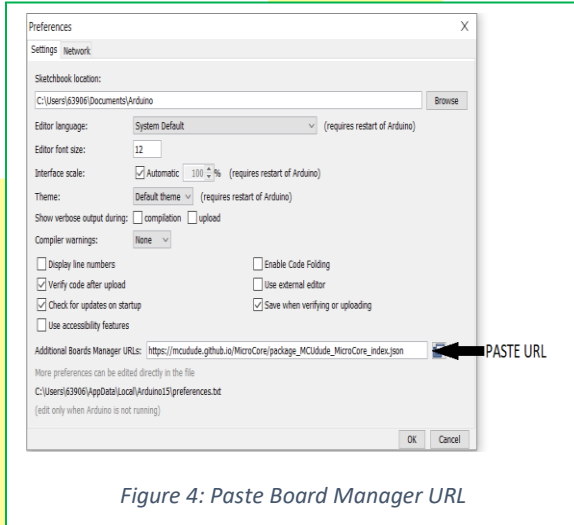 Preferences X
Settings Network
Sketchbook location:
C:\Users\63906\Documents\Arduino Browse
Editor language: System Default (requires restart of Arduino)
Editor font size: 12
Interface scale: Automatic 100 % (requires restart of Arduino)
Theme: Default theme (requires restart of Arduino)
Show verbose output during: compilation upload
Compiler warnings: None
Display line numbers Enable Code Folding
Verify code after upload Use external editor
Check for updates on startup Save when verifying or uploading
Use accessibility features
Additional Boards Manager URLs: https://mcudude.github.io/MicroCore/package_MCUdude_MicroCore_index.json PASTE URL
More preferences can be edited directly in the file
C:\Users\63906\AppData\Local\Arduino15\preferences.txt
(edit only when Arduino is not running)
OK Cancel
Figure 4: Paste Board Manager URL